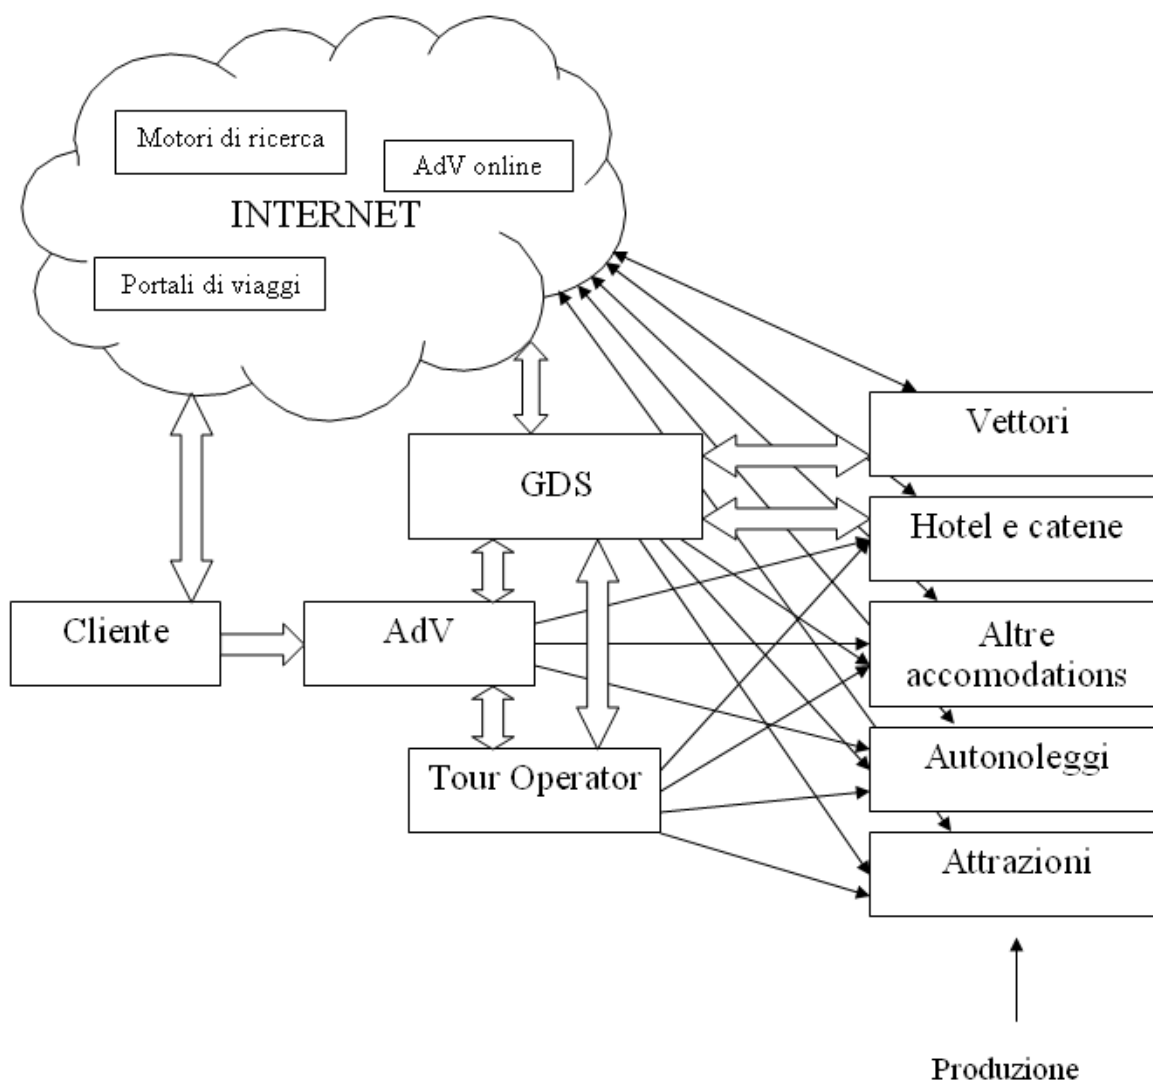 Motori di ricerca
AdV online
INTERNET
Portali di viaggi
Vettori
GDS
Hotel e catene
Cliente
AdV
Altre
accomodations
Tour Operator
Autonoleggi
Attrazioni
Produzione